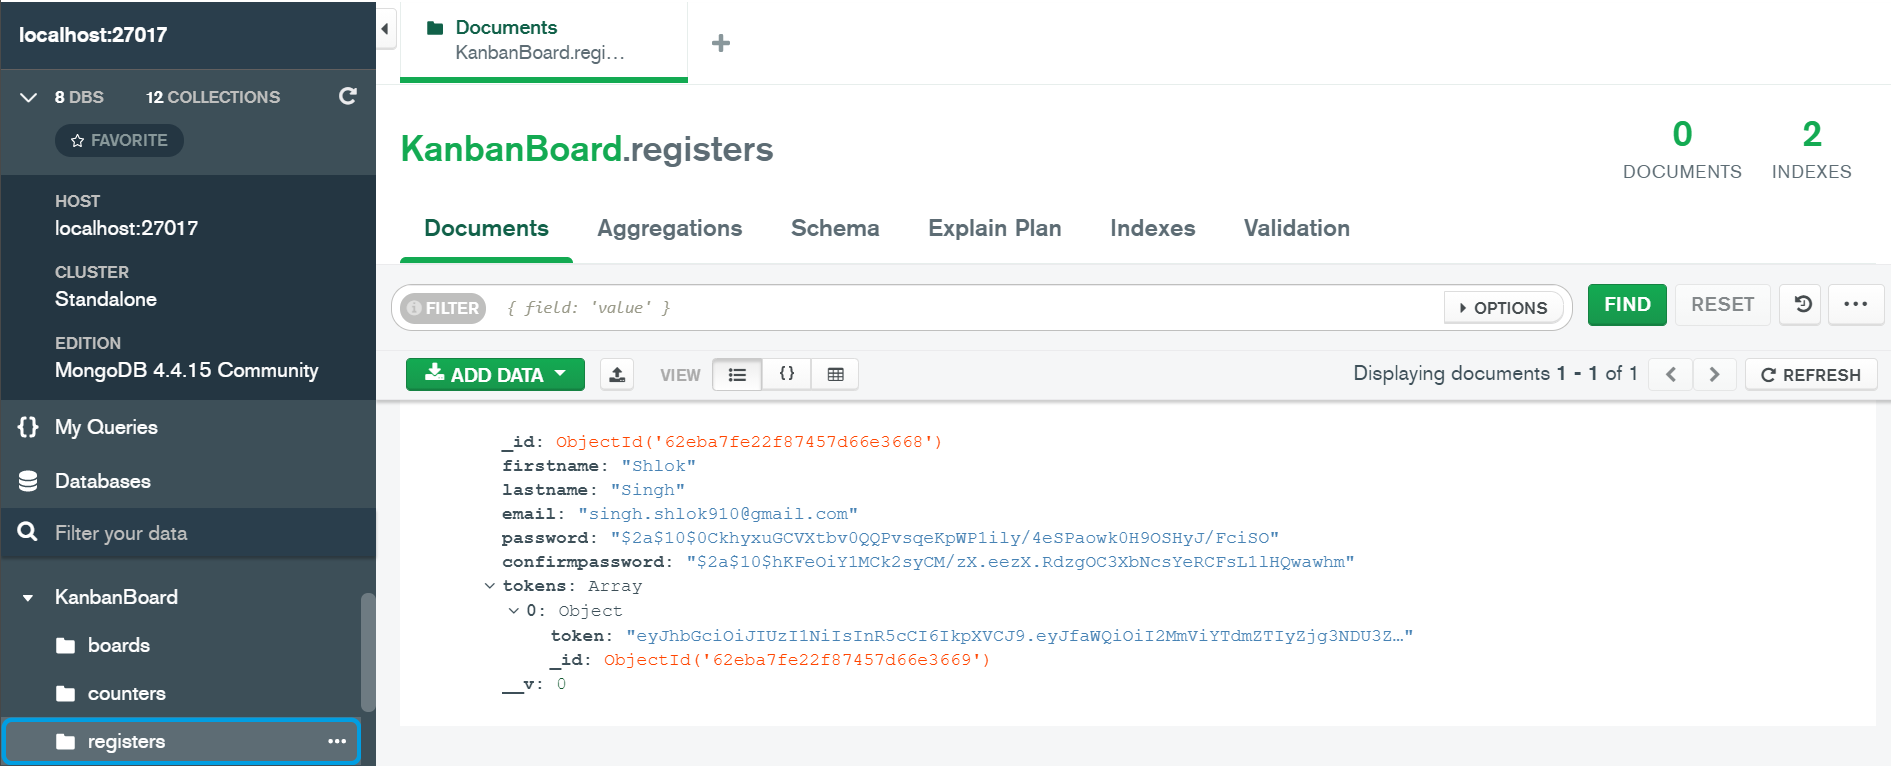 localhost:27017
8 DBS 12 COLLECTIONS
FAVORITE
HOST
localhost:27017
CLUSTER
Standalone
EDITION
MongoDB 4.4.15 Community
{} My Queries
Databases
Filter your data
KanbanBoard
boards
counters
registers
Documents
KanbanBoard.regi...
KanbanBoard.registers
0 DOCUMENTS
2 INDEXES
Documents Aggregations Schema Explain Plan Indexes Validation
FILTER { field: 'value' } OPTIONS FIND RESET
ADD DATA VIEW {} Displaying documents 1 - 1 of 1 REFRESH
_id: ObjectId('62eba7fe22f87457d66e3668')
firstname: "Shlok"
lastname: "Singh"
email: "singh.shlok910@gmail.com"
password: "$2a$10$0CkhyxuGCVXtbv0QQPvsqeKpWP1ily/4eSPaowk0H9OSHyJ/FciSO"
confirmpassword: "$2a$10$hKFeOiY1MCk2syCM/zX.eezX.RdzgOC3XbNcsYeRCFsL1lHQwawhm"
tokens: Array
0: Object
token: "eyJhbGciOiJIUzI1NiIsInR5cCI6IkpXVCJ9.eyJfaWQiOiI2MmViYTdmZTIyZjg3NDU3Z…"
_id: ObjectId('62eba7fe22f87457d66e3669')
__v: 0